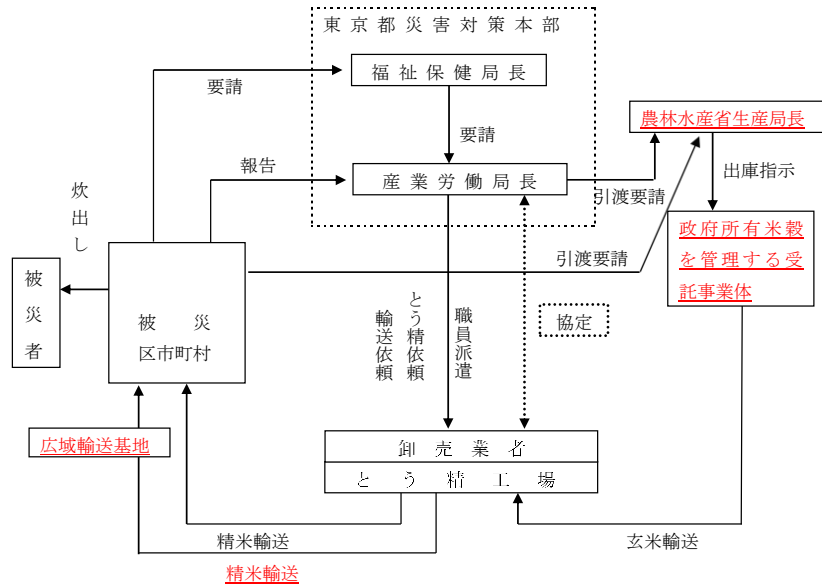 東京都災害対策本部
福祉保健局長
要請
要請
農林水産省生産局長
報告
産業労働局長
引渡要請
出庫指示
炊出し
政府所有米穀
を管理する受
託事業体
引渡要請
被災者
被　災
区市町村
輸送依頼
とう精依頼
職員派遣
協定
広域輸送基地
卸売業者
とう精工場
精米輸送
玄米輸送
精米輸送